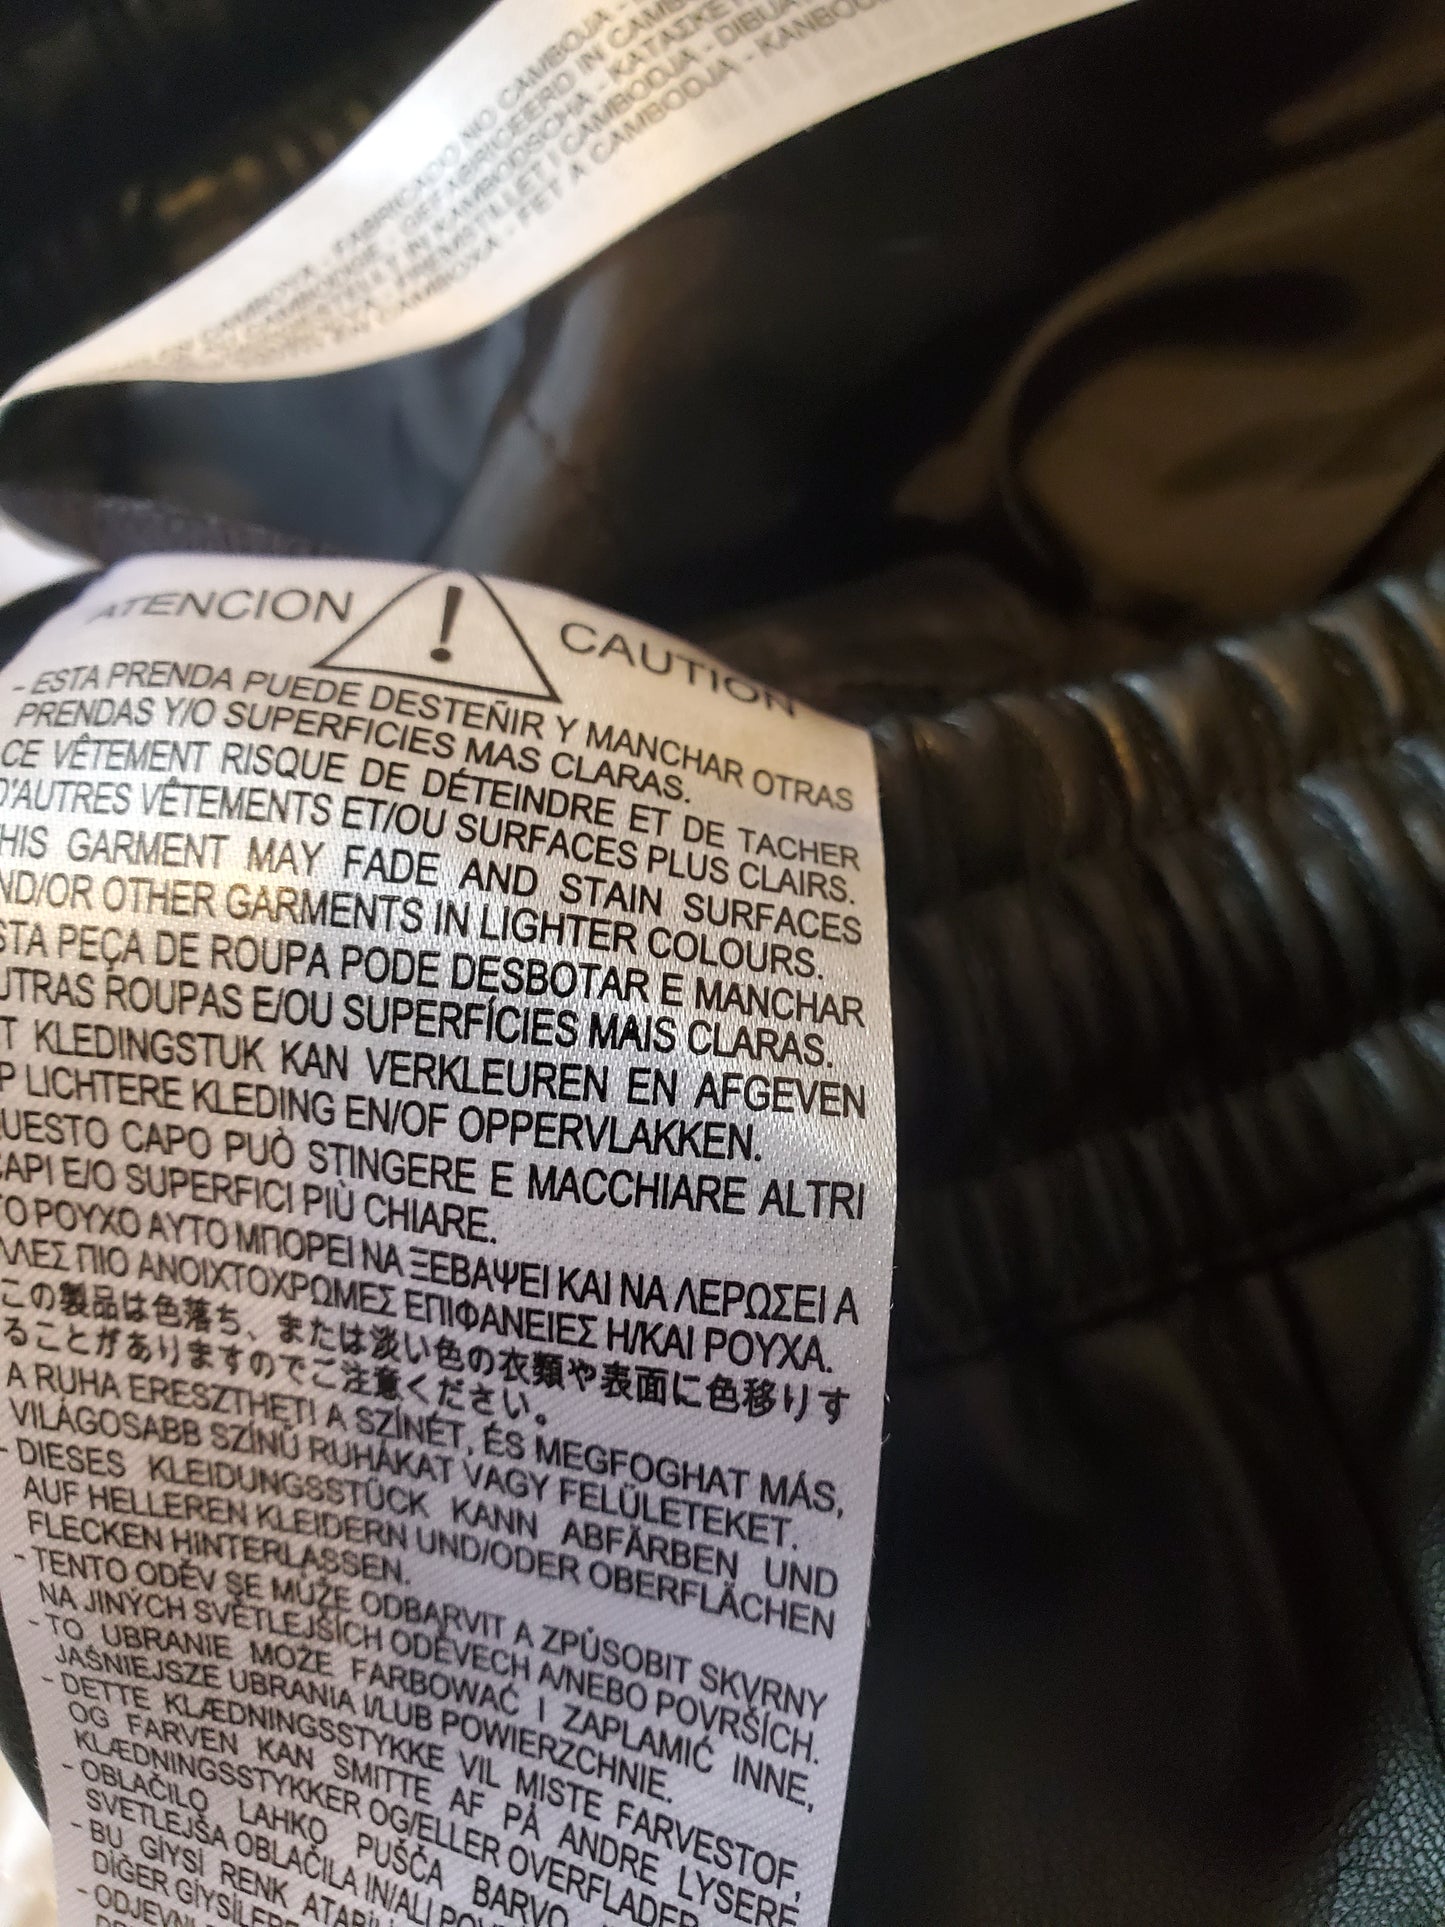 FABRICADO NO CAMBOJA -
CAMBODJA - KANBODJ
ATENCION ! CAUTION
- ESTA PRENDA PUEDE DESTEÑIR Y MANCHAR OTRAS
PRENDAS Y/O SUPERFICIES MAS CLARAS.
CE VÊTEMENT RISQUE DE DÉTEINDRE ET DE TACHER
D'AUTRES VÊTEMENTS ET/OU SURFACES PLUS CLAIRS.
HIS GARMENT MAY FADE AND STAIN SURFACES
ND/OR OTHER GARMENTS IN LIGHTER COLOURS.
STA PEÇA DE ROUPA PODE DESBOTAR E MANCHAR
UTRAS ROUPAS E/OU SUPERFÍCIES MAIS CLARAS.
T KLEDINGSTUK KAN VERKLEUREN EN AFGEVEN
P LICHTERE KLEDING EN/OF OPPERVLAKKEN.
UESTO CAPO PUÒ STINGERE E MACCHIARE ALTRI
CAPI E/O SUPERFICI PIÙ CHIARE.
ΤΟ ΡΟΥΧΟ ΑΥΤΟ ΜΠΟΡΕΙ ΝΑ ΞΕΒΑΨΕΙ ΚΑΙ ΝΑ ΛΕΡΩΣΕΙ Α
ΛΛΕΣ ΠΙΟ ΑΝΟΙΧΤΟΧΡΩΜΕΣ ΕΠΙΦΑΝΕΙΕΣ Η/ΚΑΙ ΡΟΥΧΑ.
この製品は色落ち、または淡い色の衣類や表面に色移りす
ることがありますのでご注意ください。
A RUHA ERESZTHETI A SZÍNÉT, ÉS MEGFOGHAT MÁS,
VILÁGOSABB SZÍNŰ RUHÁKAT VAGY FELÜLETEKET.
- DIESES KLEIDUNGSSTÜCK KANN ABFÄRBEN UND
AUF HELLEREN KLEIDERN UND/ODER OBERFLÄCHEN
FLECKEN HINTERLASSEN.
- TENTO ODĚV SE MŮŽE ODBARVIT A ZPŮSOBIT SKVRNY
NA JINÝCH SVĚTLEJŠÍCH ODĚVECH A/NEBO POVRŠÍCH.
- TO UBRANIE MOŻE FARBOWAĆ I ZAPLAMIĆ INNE,
JAŚNIEJSZE UBRANIA I/LUB POWIERZCHNIE.
- DETTE KLÆDNINGSSTYKKE VIL MISTE FARVESTOF,
OG FARVEN KAN SMITTE AF PÅ ANDRE LYSERE
KLÆDNINGSSTYKKER OG/ELLER OVERFLADER
- OBLAČILO LAHKO PUŠČA BARVO
SVETLEJŠA OBLAČILA IN/ALI POV
- BU GİYSİ RENK ATABİL
DİĞER GİYSİLERE
- ODJEVN